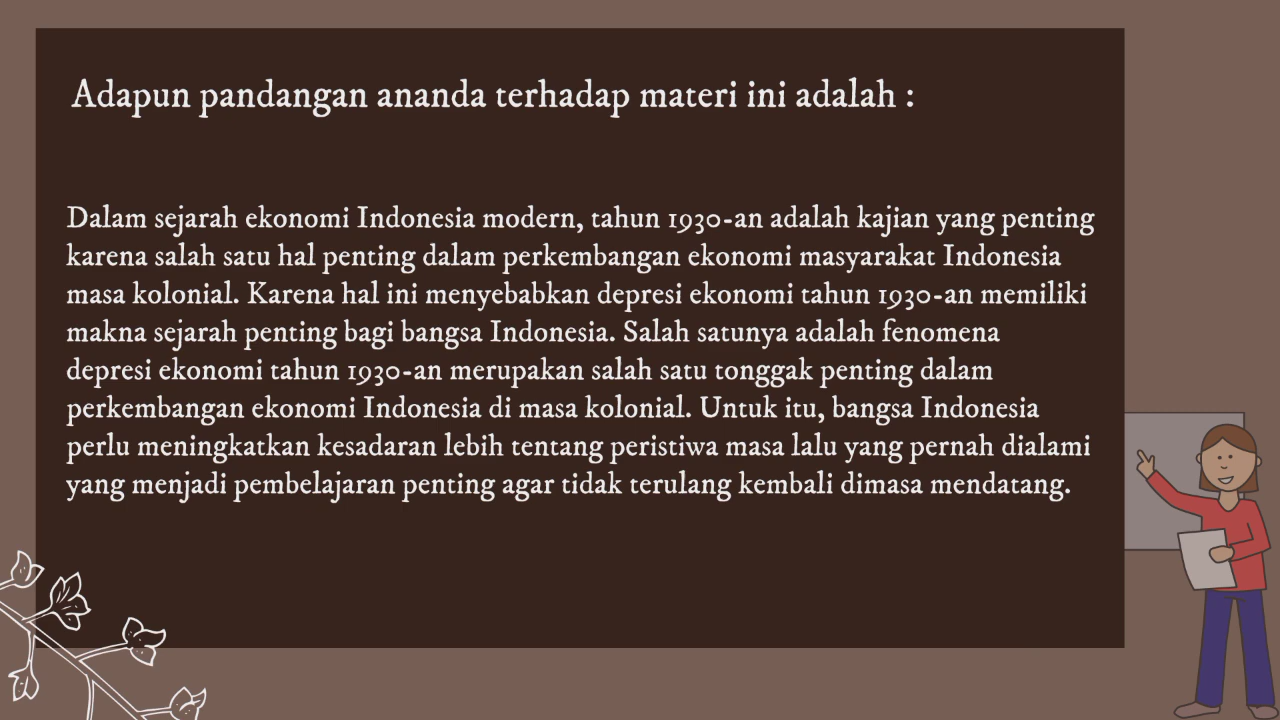 Adapun pandangan ananda terhadap materi ini adalah :
Dalam sejarah ekonomi Indonesia modern, tahun 1930-an adalah kajian yang penting
karena salah satu hal penting dalam perkembangan ekonomi masyarakat Indonesia
masa kolonial. Karena hal ini menyebabkan depresi ekonomi tahun 1930-an memiliki
makna sejarah penting bagi bangsa Indonesia. Salah satunya adalah fenomena
depresi ekonomi tahun 1930-an merupakan salah satu tonggak penting dalam
perkembangan ekonomi Indonesia di masa kolonial. Untuk itu, bangsa Indonesia
perlu meningkatkan kesadaran lebih tentang peristiwa masa lalu yang pernah dialami
yang menjadi pembelajaran penting agar tidak terulang kembali dimasa mendatang.